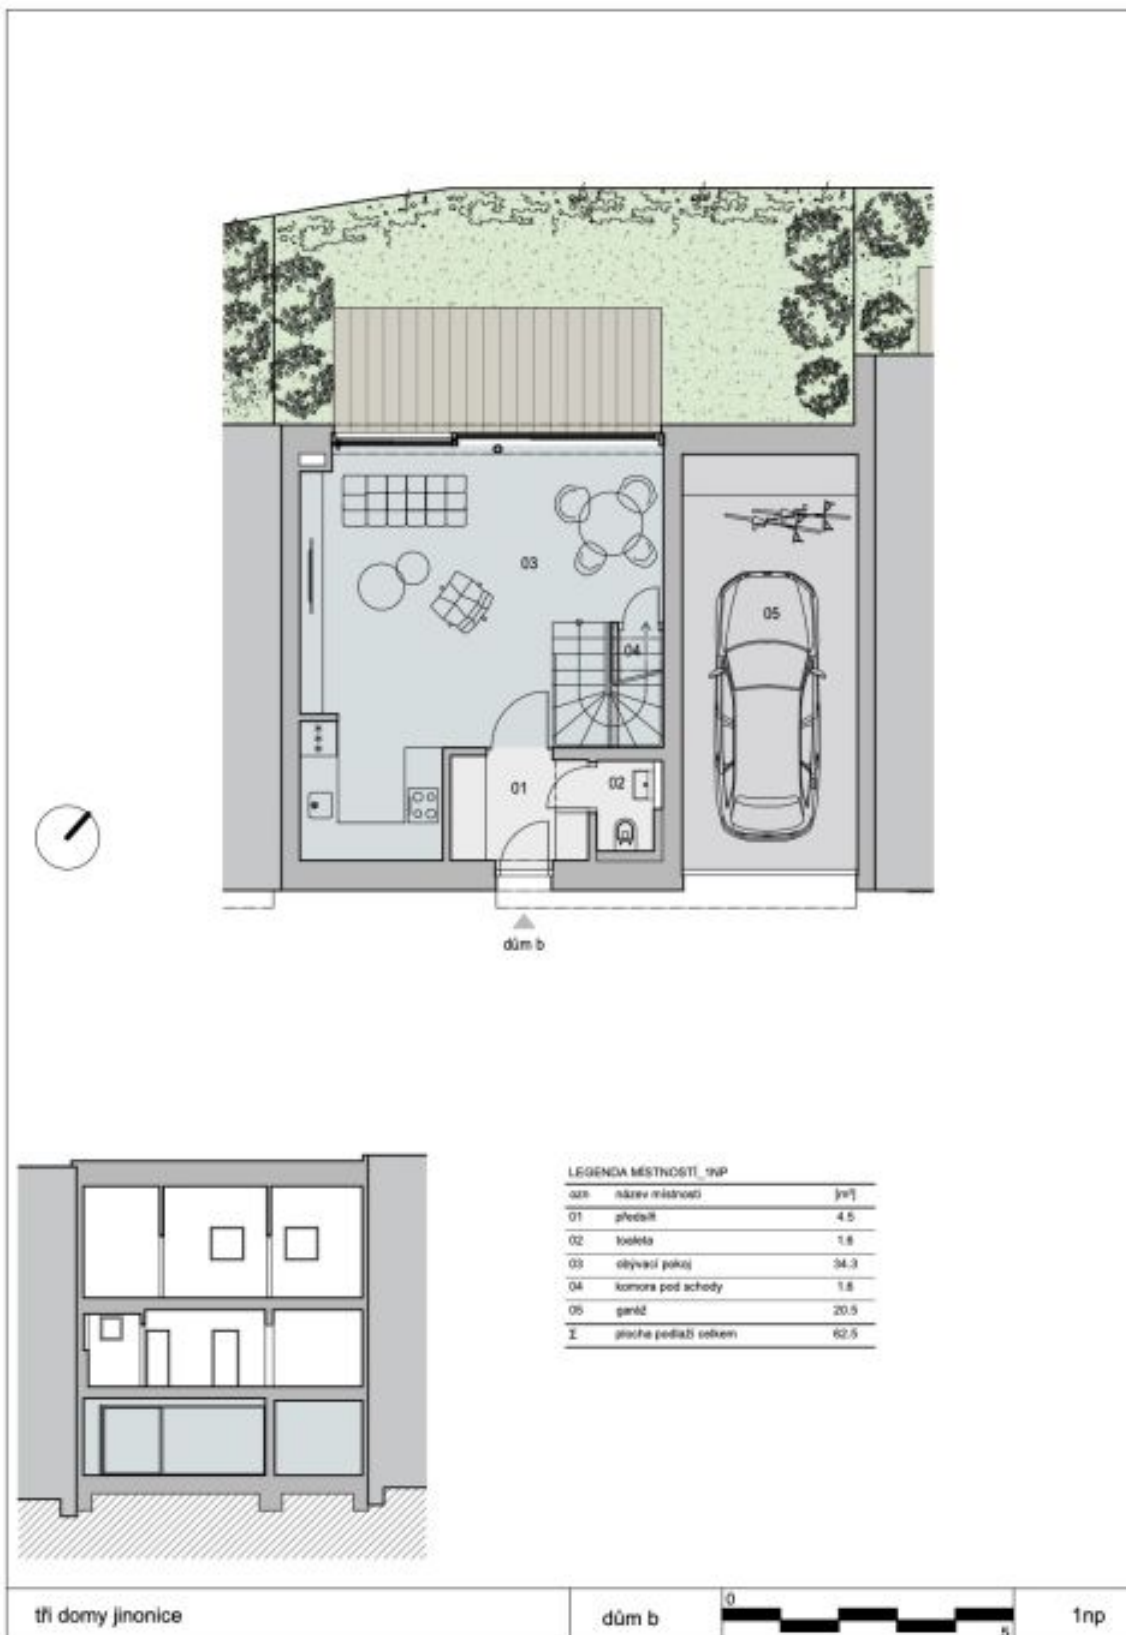 03
05
04
01
02
dům b
LEGENDA MÍSTNOSTÍ_1NP
ozn název místnosti [m²]
01 předsíň 4.5
02 toaleta 1.6
03 obývací pokoj 34.3
04 komora pod schody 1.6
05 garáž 20.5
Σ plocha podlaží celkem 62.5
0
5
tři domy jinonice
dům b
1np